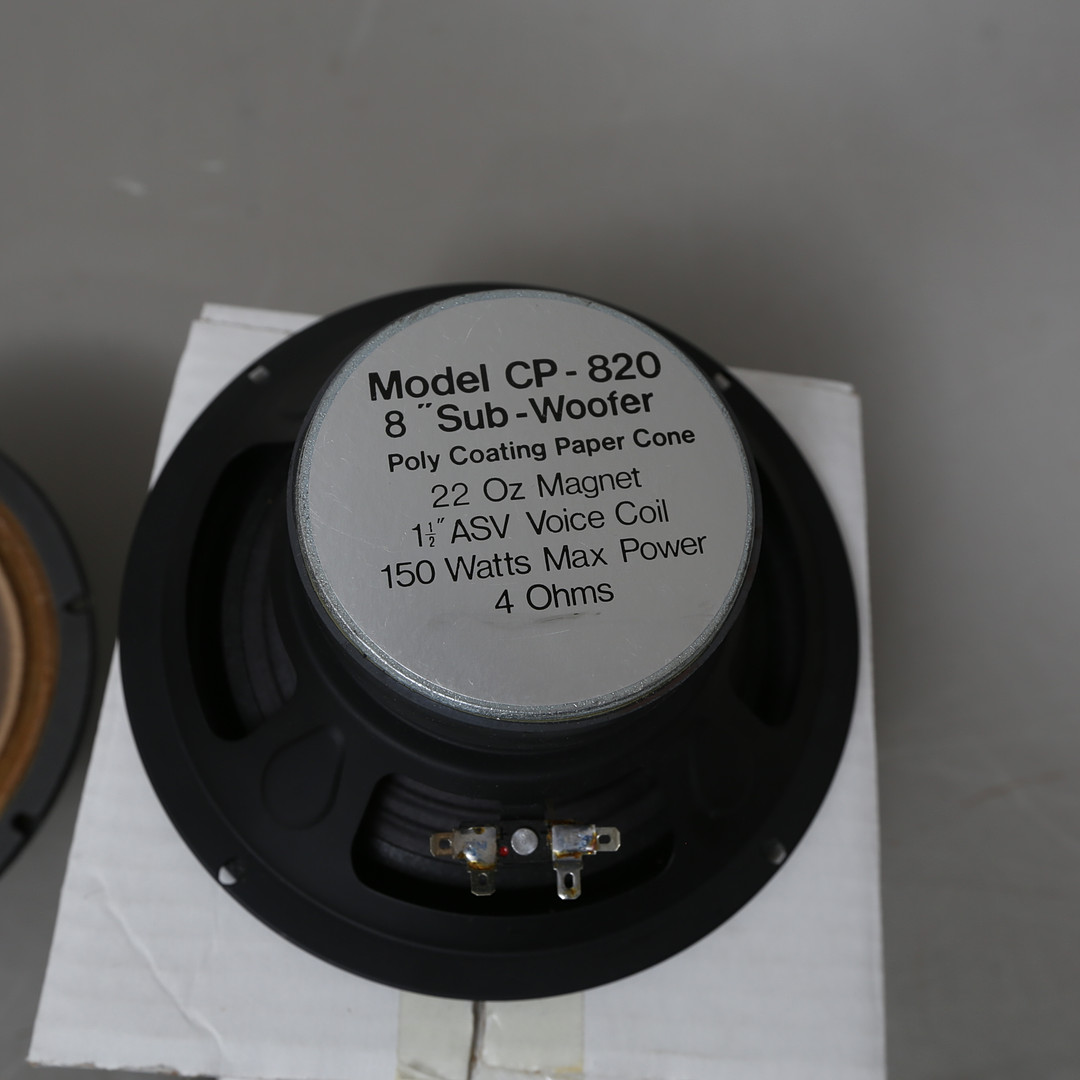 Model CP - 820
8 ″ Sub - Woofer
Poly Coating Paper Cone
22 Oz Magnet
1½″ ASV Voice Coil
150 Watts Max Power
4 Ohms